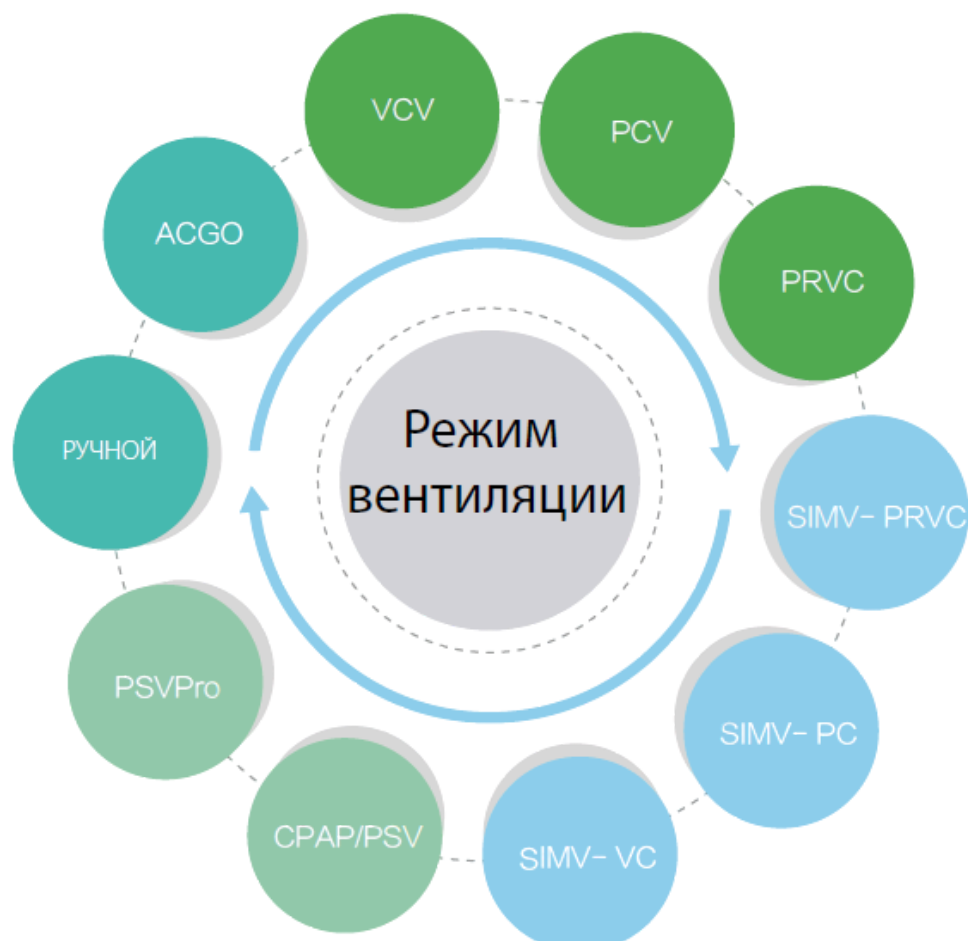 VCV
PCV
ACGO
PRVC
Режим
вентиляции
РУЧНОЙ
SIMV- PRVC
PSVPro
SIMV- PC
CPAP/PSV
SIMV- VC